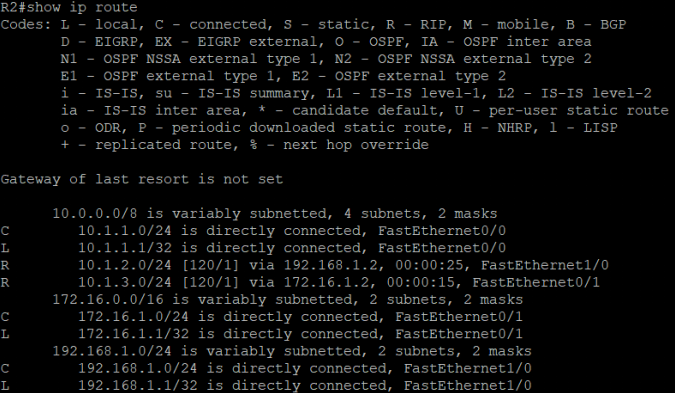 R2#show ip route
Codes: L - local, C - connected, S - static, R - RIP, M - mobile, B - BGP
       D - EIGRP, EX - EIGRP external, O - OSPF, IA - OSPF inter area
       N1 - OSPF NSSA external type 1, N2 - OSPF NSSA external type 2
       E1 - OSPF external type 1, E2 - OSPF external type 2
       i - IS-IS, su - IS-IS summary, L1 - IS-IS level-1, L2 - IS-IS level-2
       ia - IS-IS inter area, * - candidate default, U - per-user static route
       o - ODR, P - periodic downloaded static route, H - NHRP, l - LISP
       + - replicated route, % - next hop override

Gateway of last resort is not set

      10.0.0.0/8 is variably subnetted, 4 subnets, 2 masks
C        10.1.1.0/24 is directly connected, FastEthernet0/0
L        10.1.1.1/32 is directly connected, FastEthernet0/0
R        10.1.2.0/24 [120/1] via 192.168.1.2, 00:00:25, FastEthernet1/0
R        10.1.3.0/24 [120/1] via 172.16.1.2, 00:00:15, FastEthernet0/1
      172.16.0.0/16 is variably subnetted, 2 subnets, 2 masks
C        172.16.1.0/24 is directly connected, FastEthernet0/1
L        172.16.1.1/32 is directly connected, FastEthernet0/1
      192.168.1.0/24 is variably subnetted, 2 subnets, 2 masks
C        192.168.1.0/24 is directly connected, FastEthernet1/0
L        192.168.1.1/32 is directly connected, FastEthernet1/0